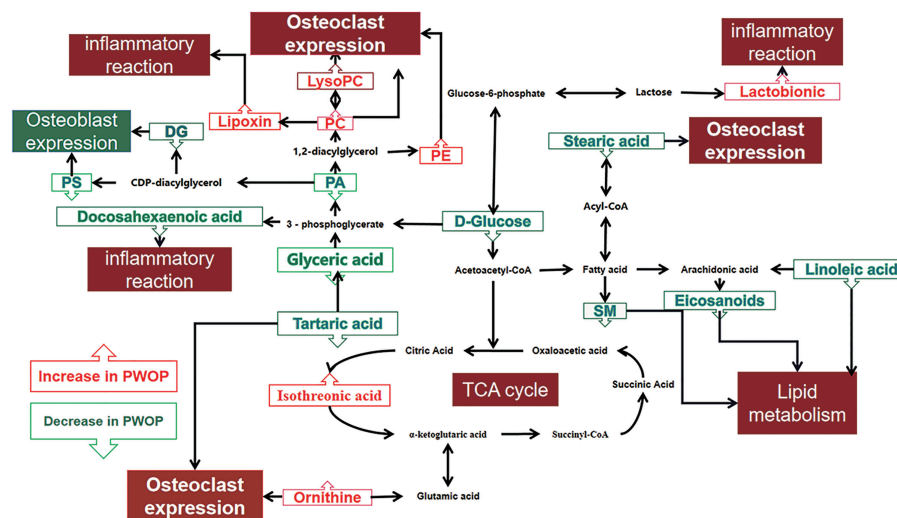 inflammatory
reaction
Osteoclast
expression
inflammatoy
reaction
LysoPC
Glucose-6-phosphate
Lactose
Lactobionic
Osteoblast
expression
DG
Lipoxin
PC
1,2-diacylglycerol
PE
Stearic acid
Osteoclast
expression
PS
CDP-diacylglycerol
PA
Acyl-CoA
Docosahexaenoic acid
3 - phosphoglycerate
D-Glucose
inflammatory
reaction
Glyceric acid
Acetoacetyl-CoA
Fatty acid
Arachidonic acid
Linoleic acid
Tartaric acid
SM
Eicosanoids
Increase in PWOP
Decrease in PWOP
Citric Acid
Oxaloacetic acid
Isothreonic acid
TCA cycle
Succinic Acid
Lipid
metabolism
α-ketoglutaric acid
Succinyl-CoA
Osteoclast
expression
Ornithine
Glutamic acid